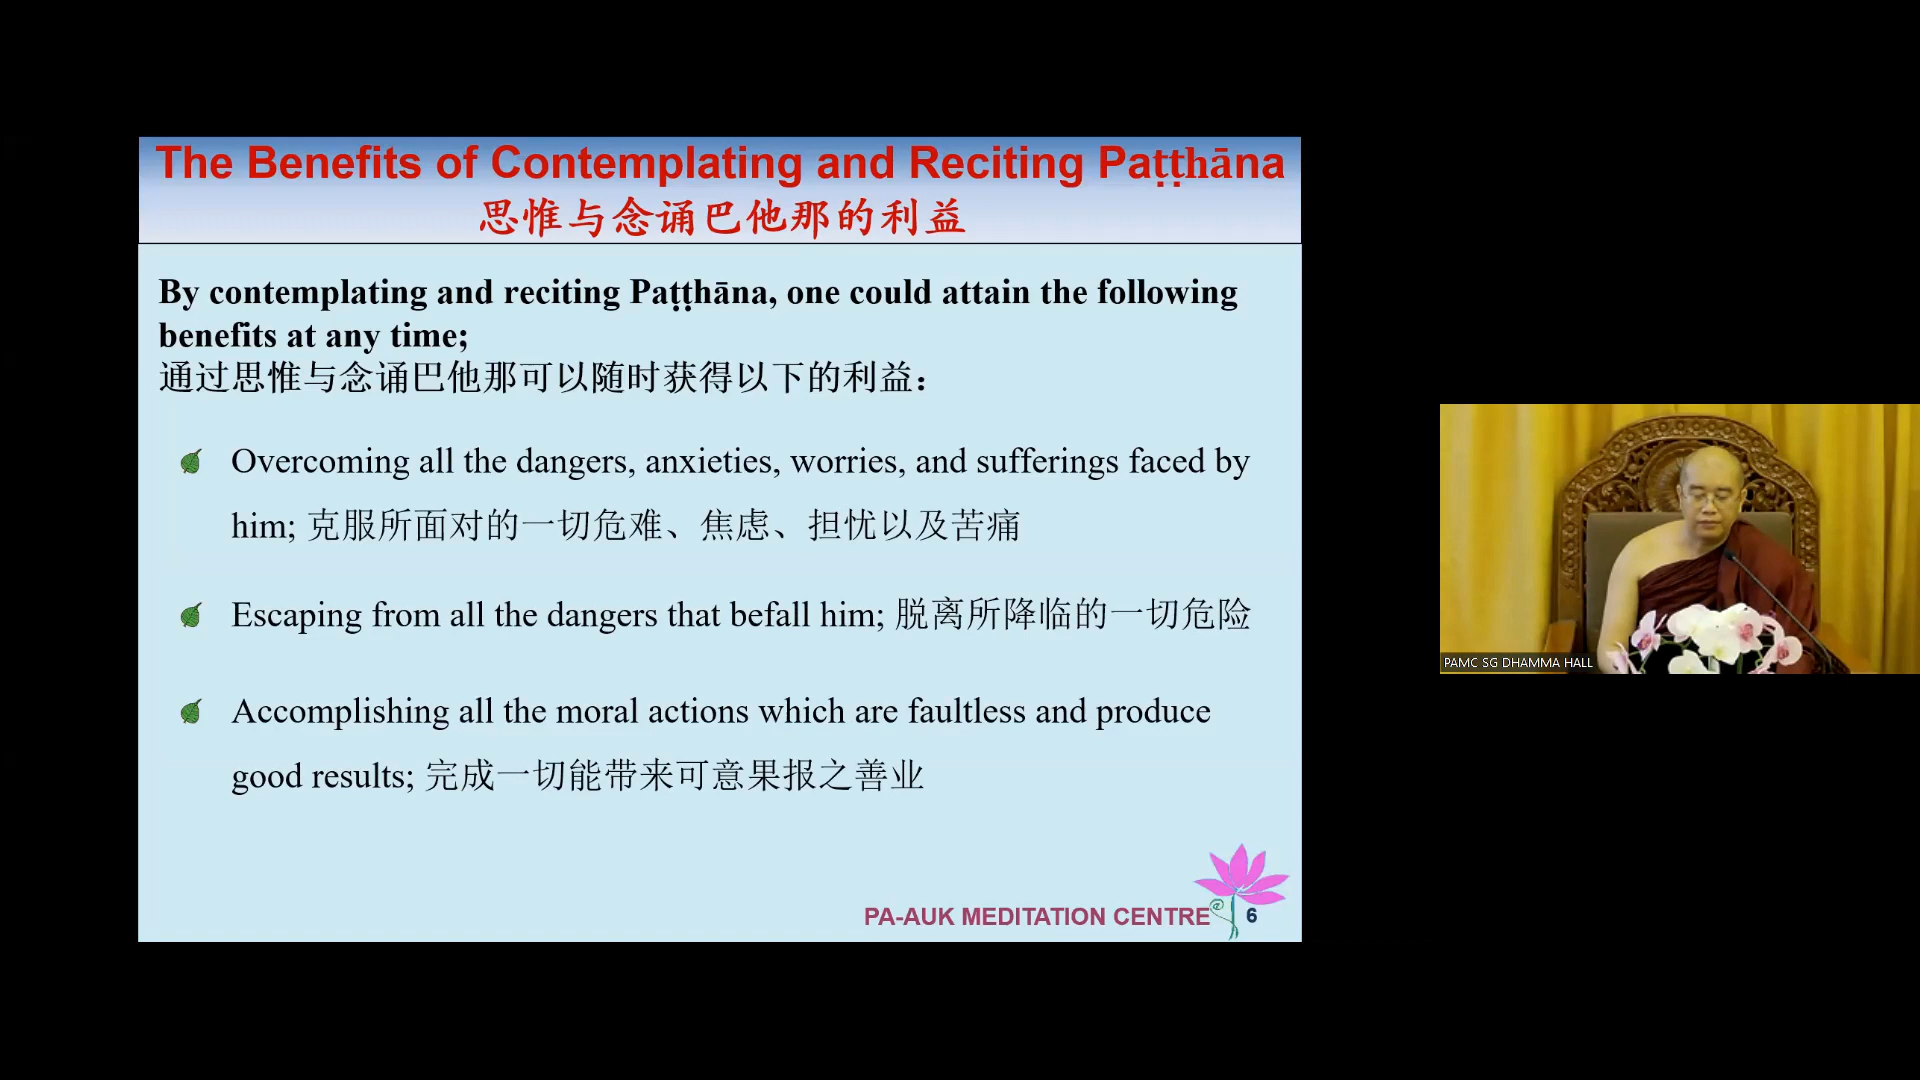 The Benefits of Contemplating and Reciting Paṭṭhāna
思惟与念诵巴他那的利益
By contemplating and reciting Paṭṭhāna, one could attain the following
benefits at any time;
通过思惟与念诵巴他那可以随时获得以下的利益：
Overcoming all the dangers, anxieties, worries, and sufferings faced by
him; 克服所面对的一切危难、焦虑、担忧以及苦痛
Escaping from all the dangers that befall him; 脱离所降临的一切危险
Accomplishing all the moral actions which are faultless and produce
good results; 完成一切能带来可意果报之善业
PA-AUK MEDITATION CENTRE 6
PAMC SG DHAMMA HALL